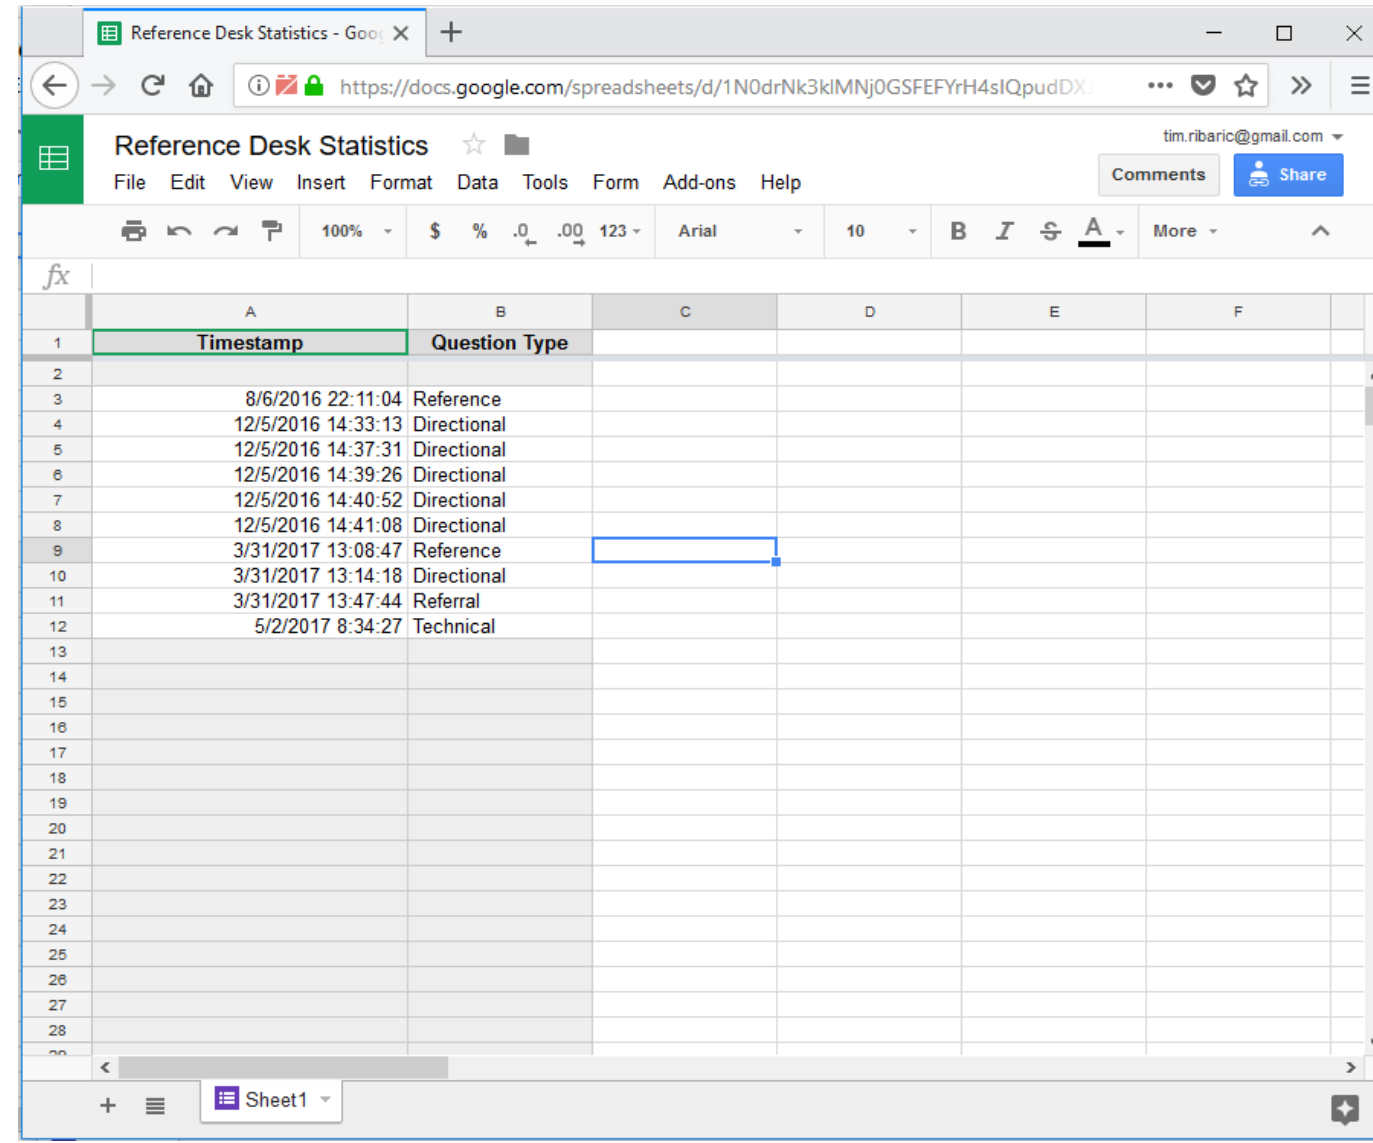 Reference Desk Statistics - Goo
https://docs.google.com/spreadsheets/d/1N0drNk3kIMNj0GSFEFYrH4sIQpudDX
Reference Desk Statistics
tim.ribaric@gmail.com
File Edit View Insert Format Data Tools Form Add-ons Help
Comments
Share
100% $ % .0 .00 123 Arial 10 B I S A More
fx
A B C D E F
1 Timestamp Question Type
2
3 8/6/2016 22:11:04 Reference
4 12/5/2016 14:33:13 Directional
5 12/5/2016 14:37:31 Directional
6 12/5/2016 14:39:26 Directional
7 12/5/2016 14:40:52 Directional
8 12/5/2016 14:41:08 Directional
9 3/31/2017 13:08:47 Reference
10 3/31/2017 13:14:18 Directional
11 3/31/2017 13:47:44 Referral
12 5/2/2017 8:34:27 Technical
13
14
15
16
17
18
19
20
21
22
23
24
25
26
27
28
29
Sheet1